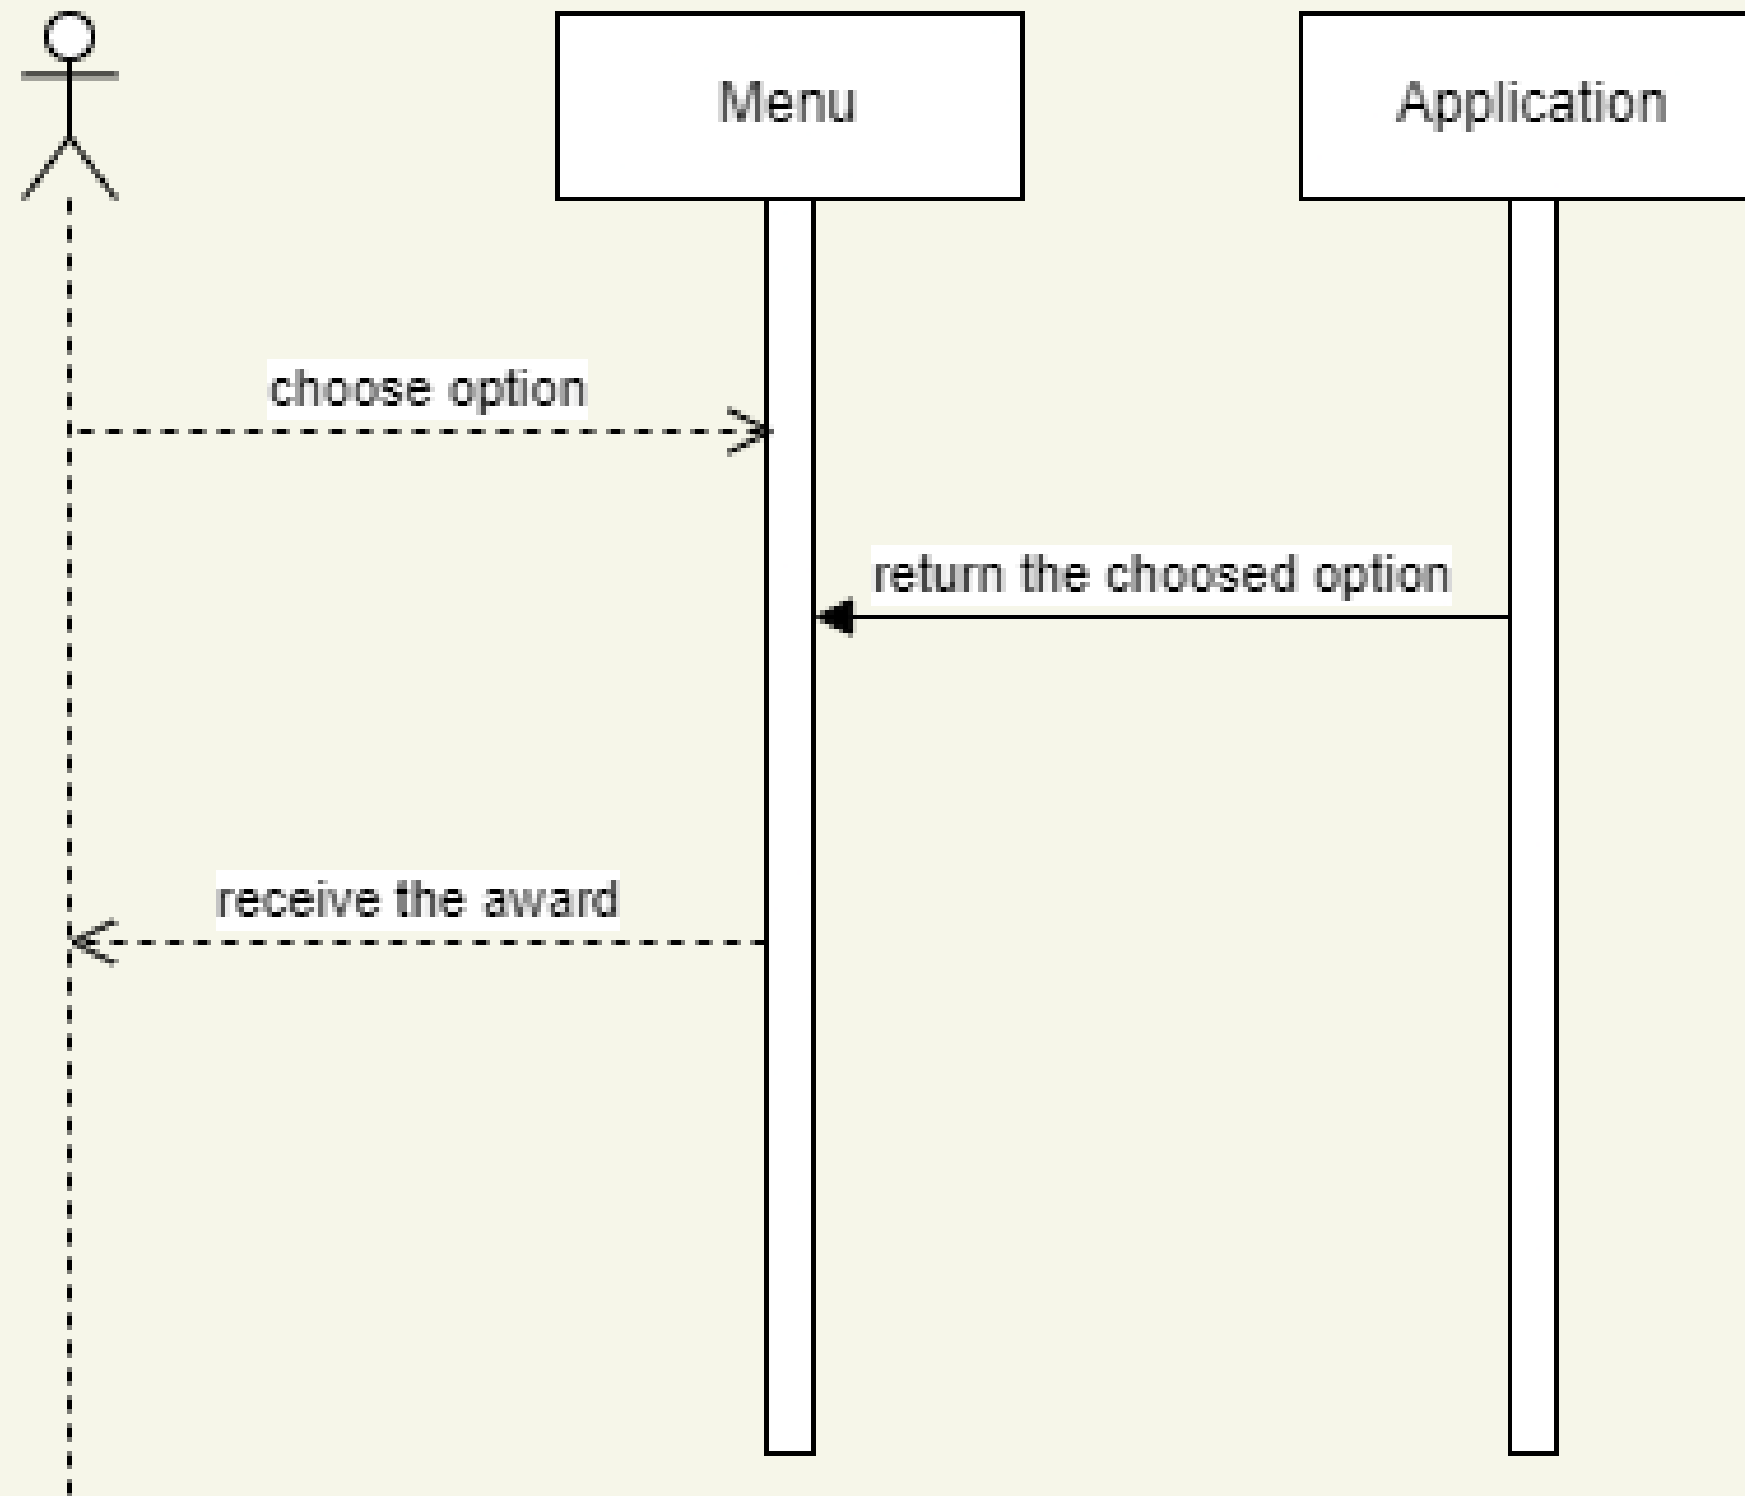 Menu
Application
choose option
return the choosed option
receive the award